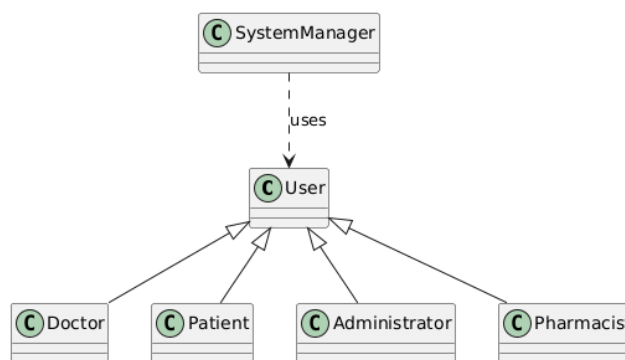 C SystemManager
uses
C User
C Doctor
C Patient
C Administrator
C Pharmacis